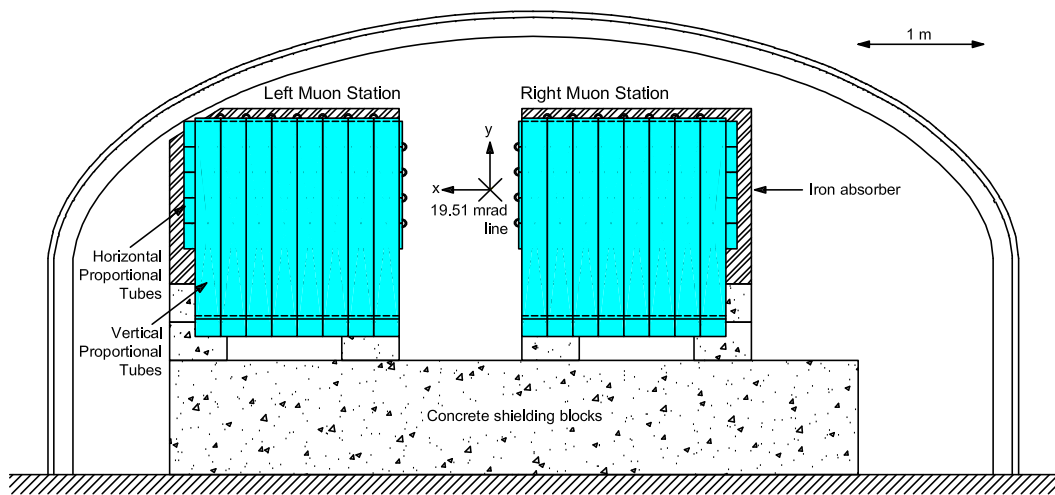 1 m
Left Muon Station
Right Muon Station
y
x
19.51 mrad
line
Iron absorber
Horizontal
Proportional
Tubes
Vertical
Proportional
Tubes
Concrete shielding blocks